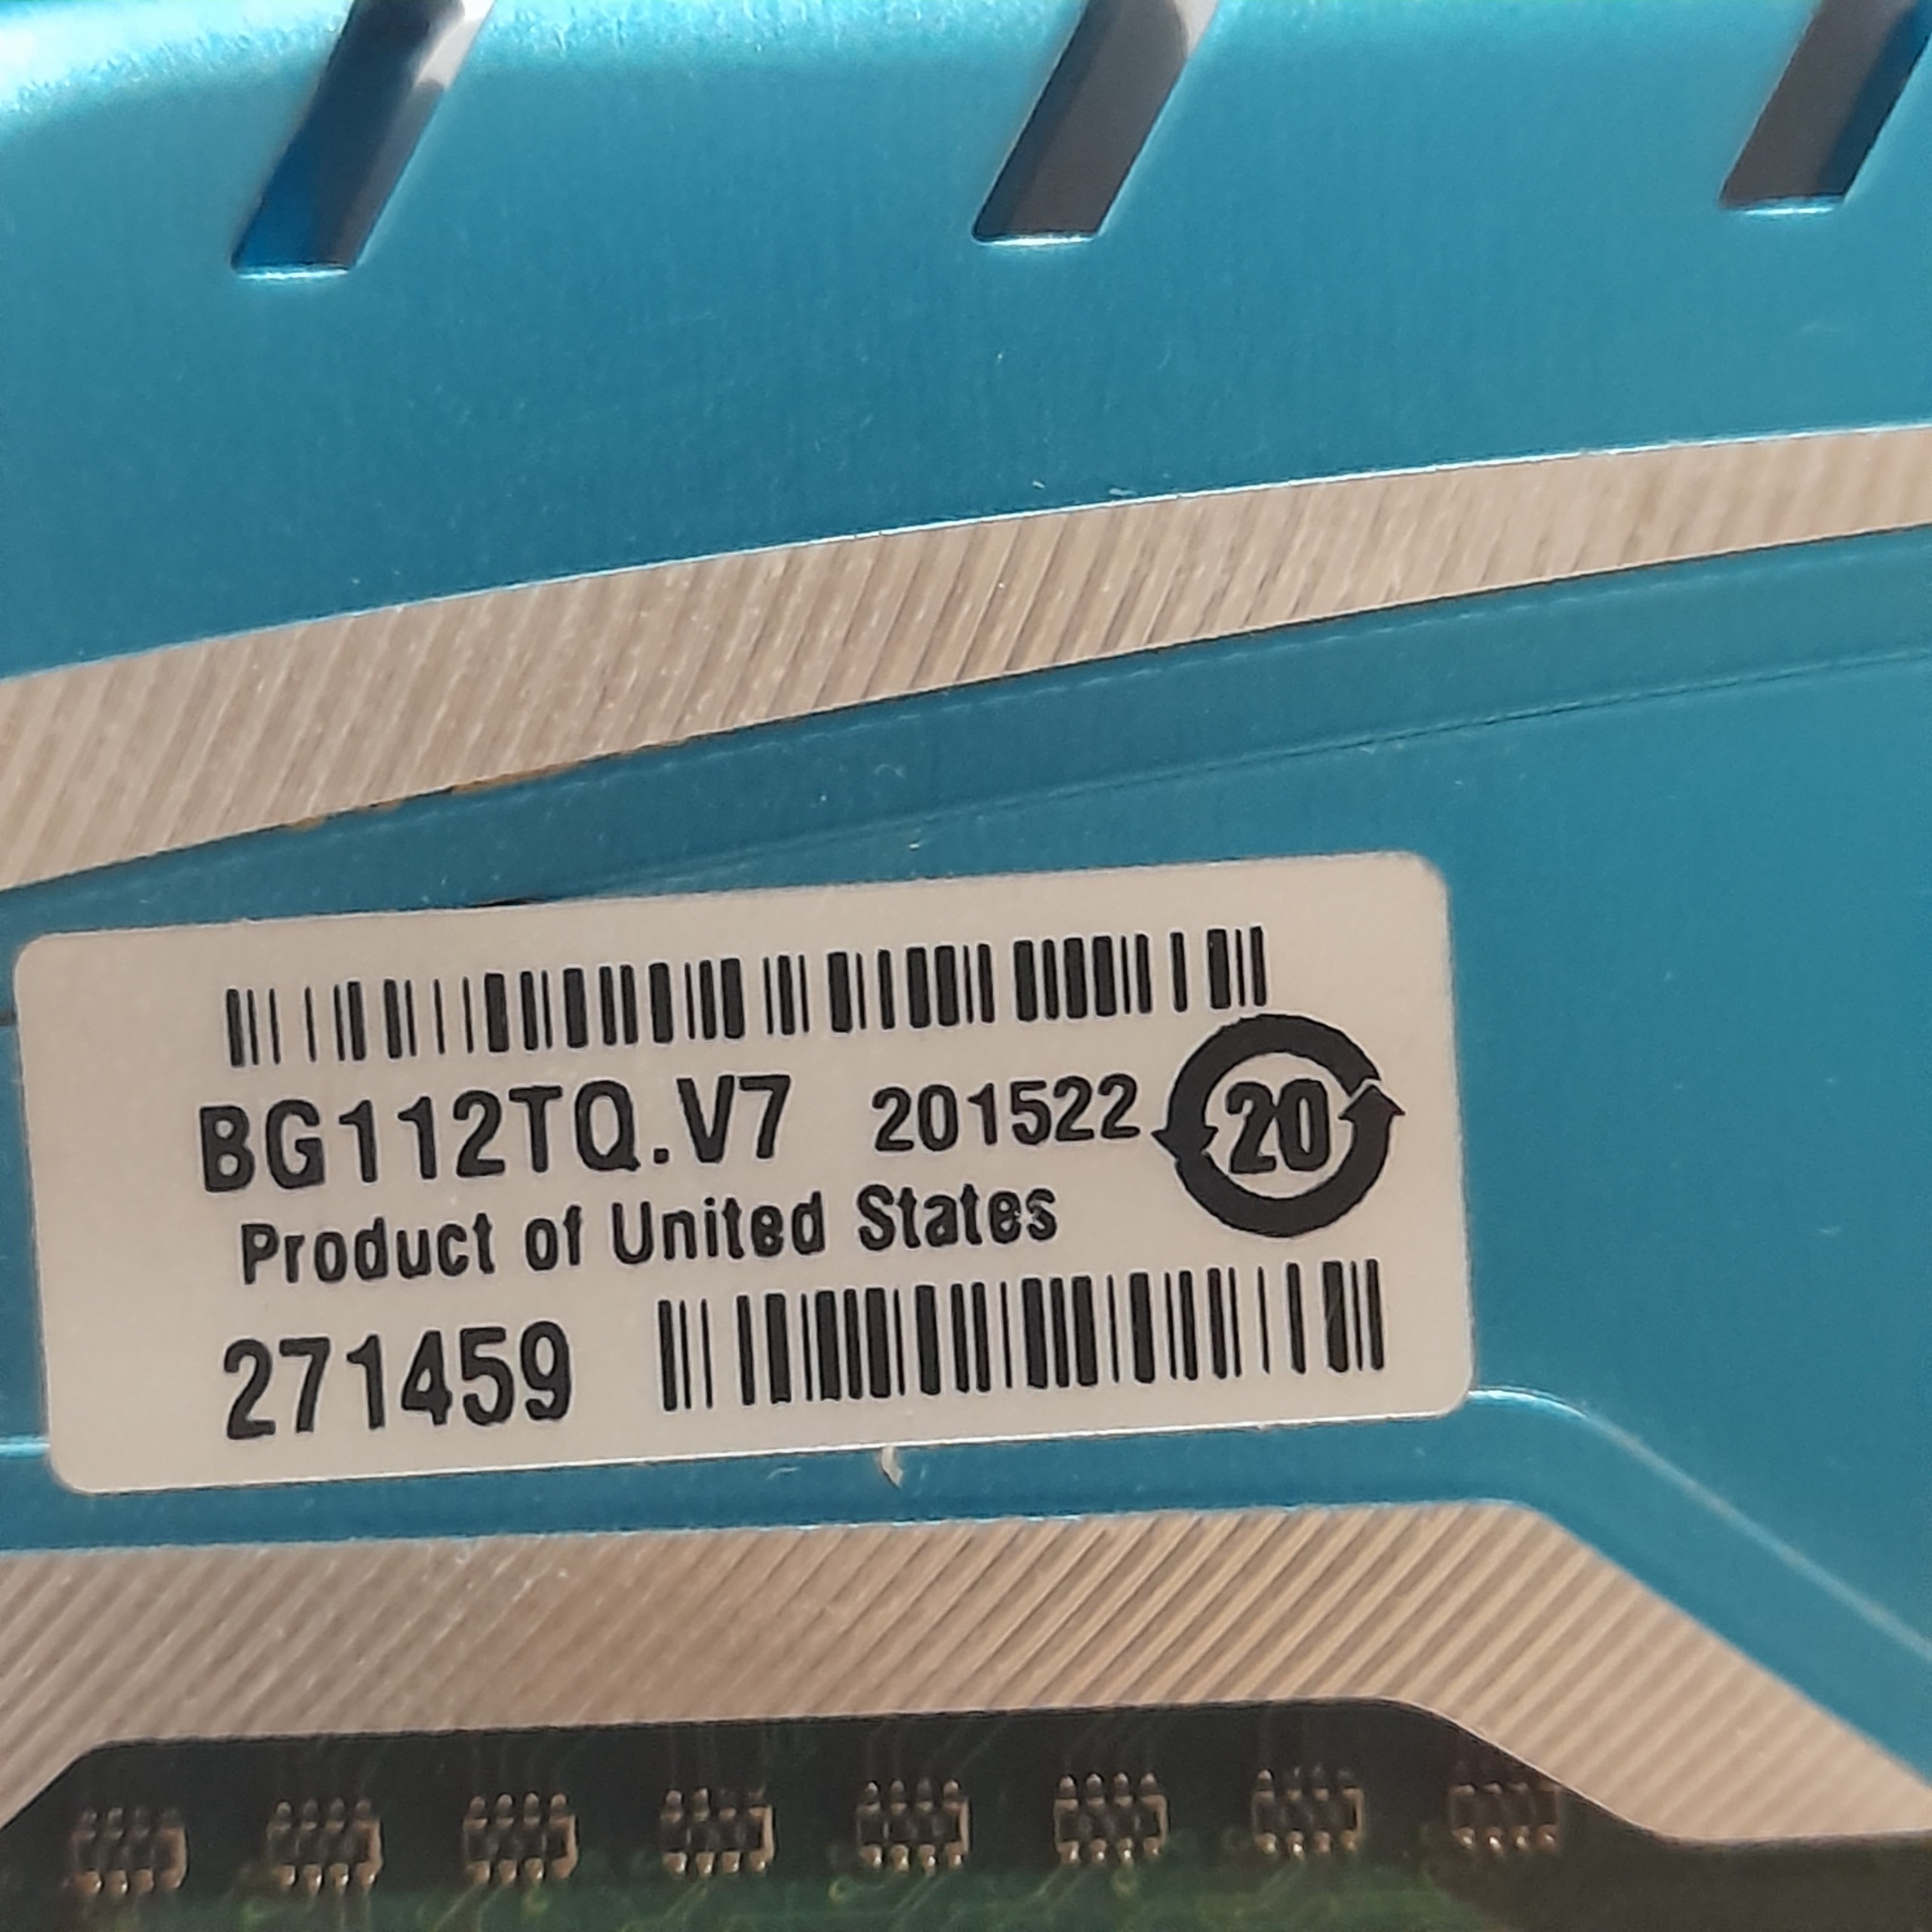 BG112TQ.V7 201522 20
Product of United States
271459